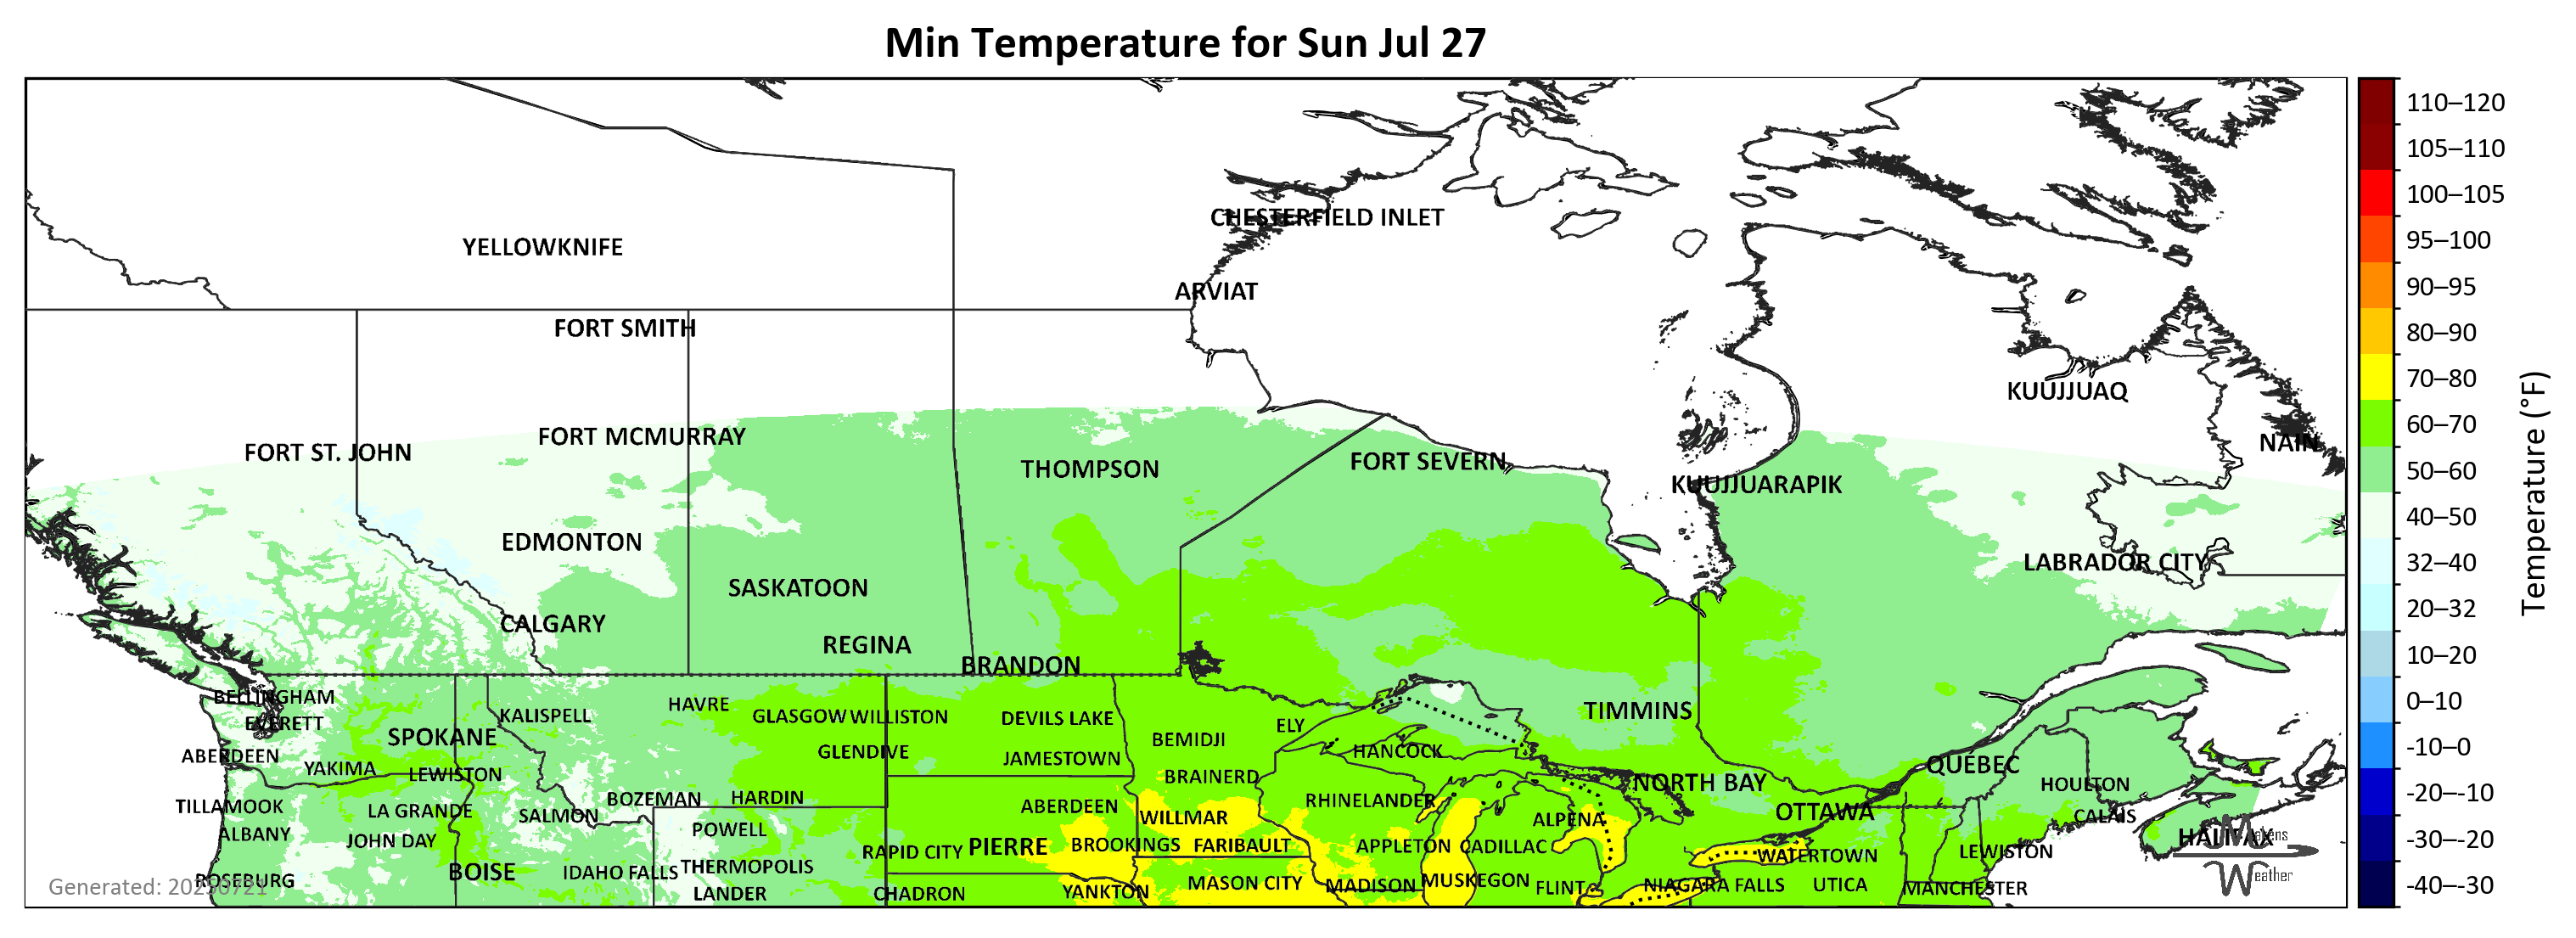 Min Temperature for Sun Jul 27
110–120
105–110
100–105
95–100
90–95
80–90
70–80
60–70
50–60
40–50
32–40
20–32
10–20
0–10
-10–0
-20–-10
-30–-20
-40–-30
Temperature (°F)
CHESTERFIELD INLET
YELLOWKNIFE
ARVIAT
FORT SMITH
KUUJJUAQ
FORT MCMURRAY
NAIN
FORT ST. JOHN
FORT SEVERN
THOMPSON
KUUJJUARAPIK
EDMONTON
LABRADOR CITY
SASKATOON
CALGARY
REGINA
BRANDON
BELLINGHAM
HAVRE
TIMMINS
KALISPELL
GLASGOW
WILLISTON
DEVILS LAKE
EVERETT
ELY
SPOKANE
BEMIDJI
HANCOCK
GLENDIVE
ABERDEEN
JAMESTOWN
QUÉBEC
YAKIMA
LEWISTON
BRAINERD
NORTH BAY
HOULTON
BOZEMAN
HARDIN
RHINELANDER
TILLAMOOK
ABERDEEN
LA GRANDE
OTTAWA
SALMON
WILLMAR
CALAIS
ALPENA
POWELL
ALBANY
HALIFAX
JOHN DAY
BROOKINGS
FARIBAULT
APPLETON
CADILLAC
PIERRE
RAPID CITY
LEWISTON
WATERTOWN
THERMOPOLIS
BOISE
IDAHO FALLS
ROSEBURG
MUSKEGON
MASON CITY
MADISON
NIAGARA FALLS
UTICA
FLINT
MANCHESTER
YANKTON
LANDER
CHADRON
Generated: 20250721
Makens
Weather